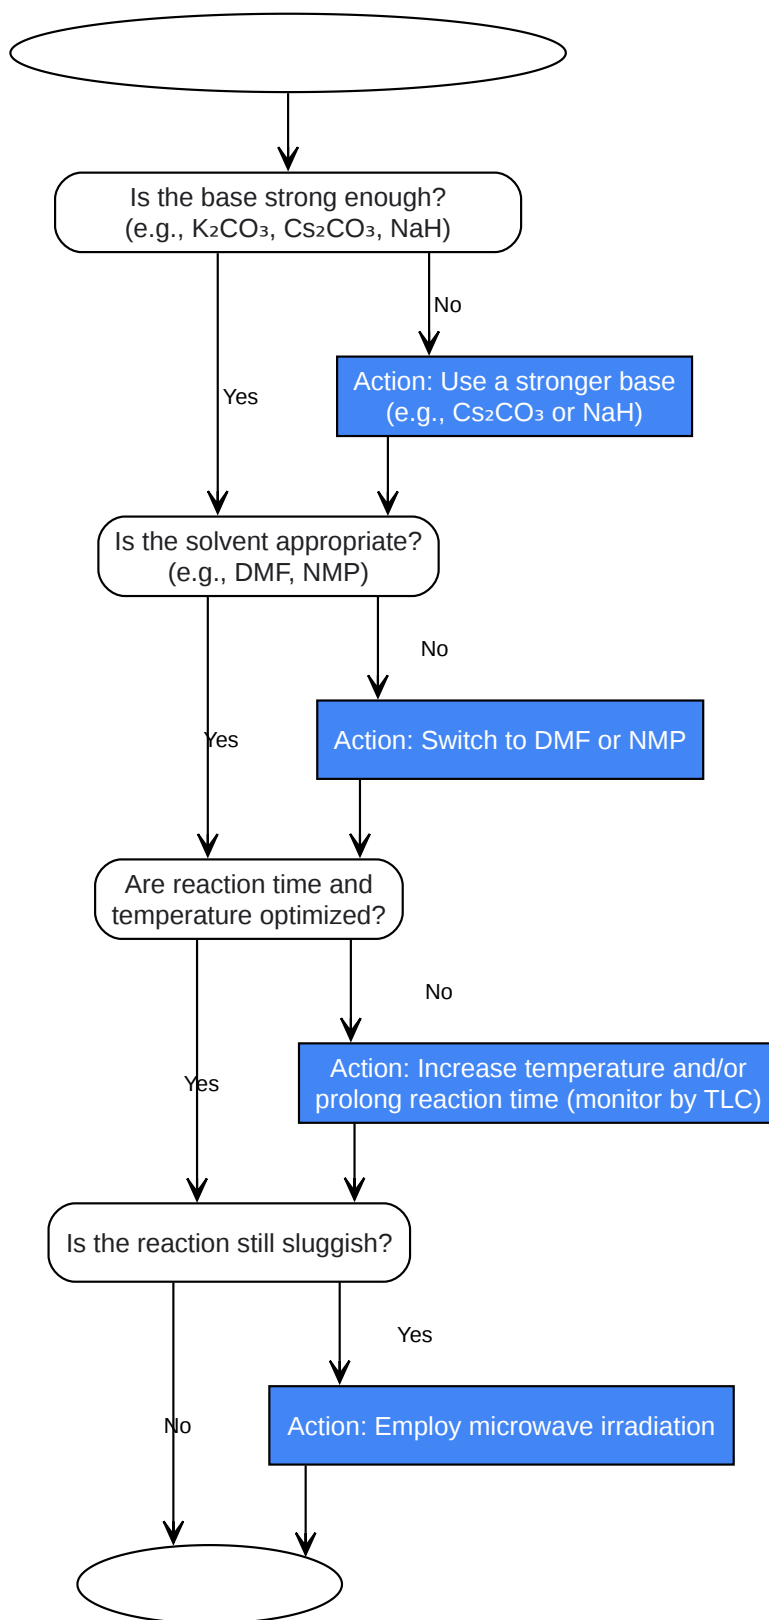 Is the base strong enough?
(e.g., K₂CO₃, Cs₂CO₃, NaH)
No
Yes
Action: Use a stronger base
(e.g., Cs₂CO₃ or NaH)
Is the solvent appropriate?
(e.g., DMF, NMP)
No
Yes
Action: Switch to DMF or NMP
Are reaction time and
temperature optimized?
No
Yes
Action: Increase temperature and/or
prolong reaction time (monitor by TLC)
Is the reaction still sluggish?
Yes
No
Action: Employ microwave irradiation